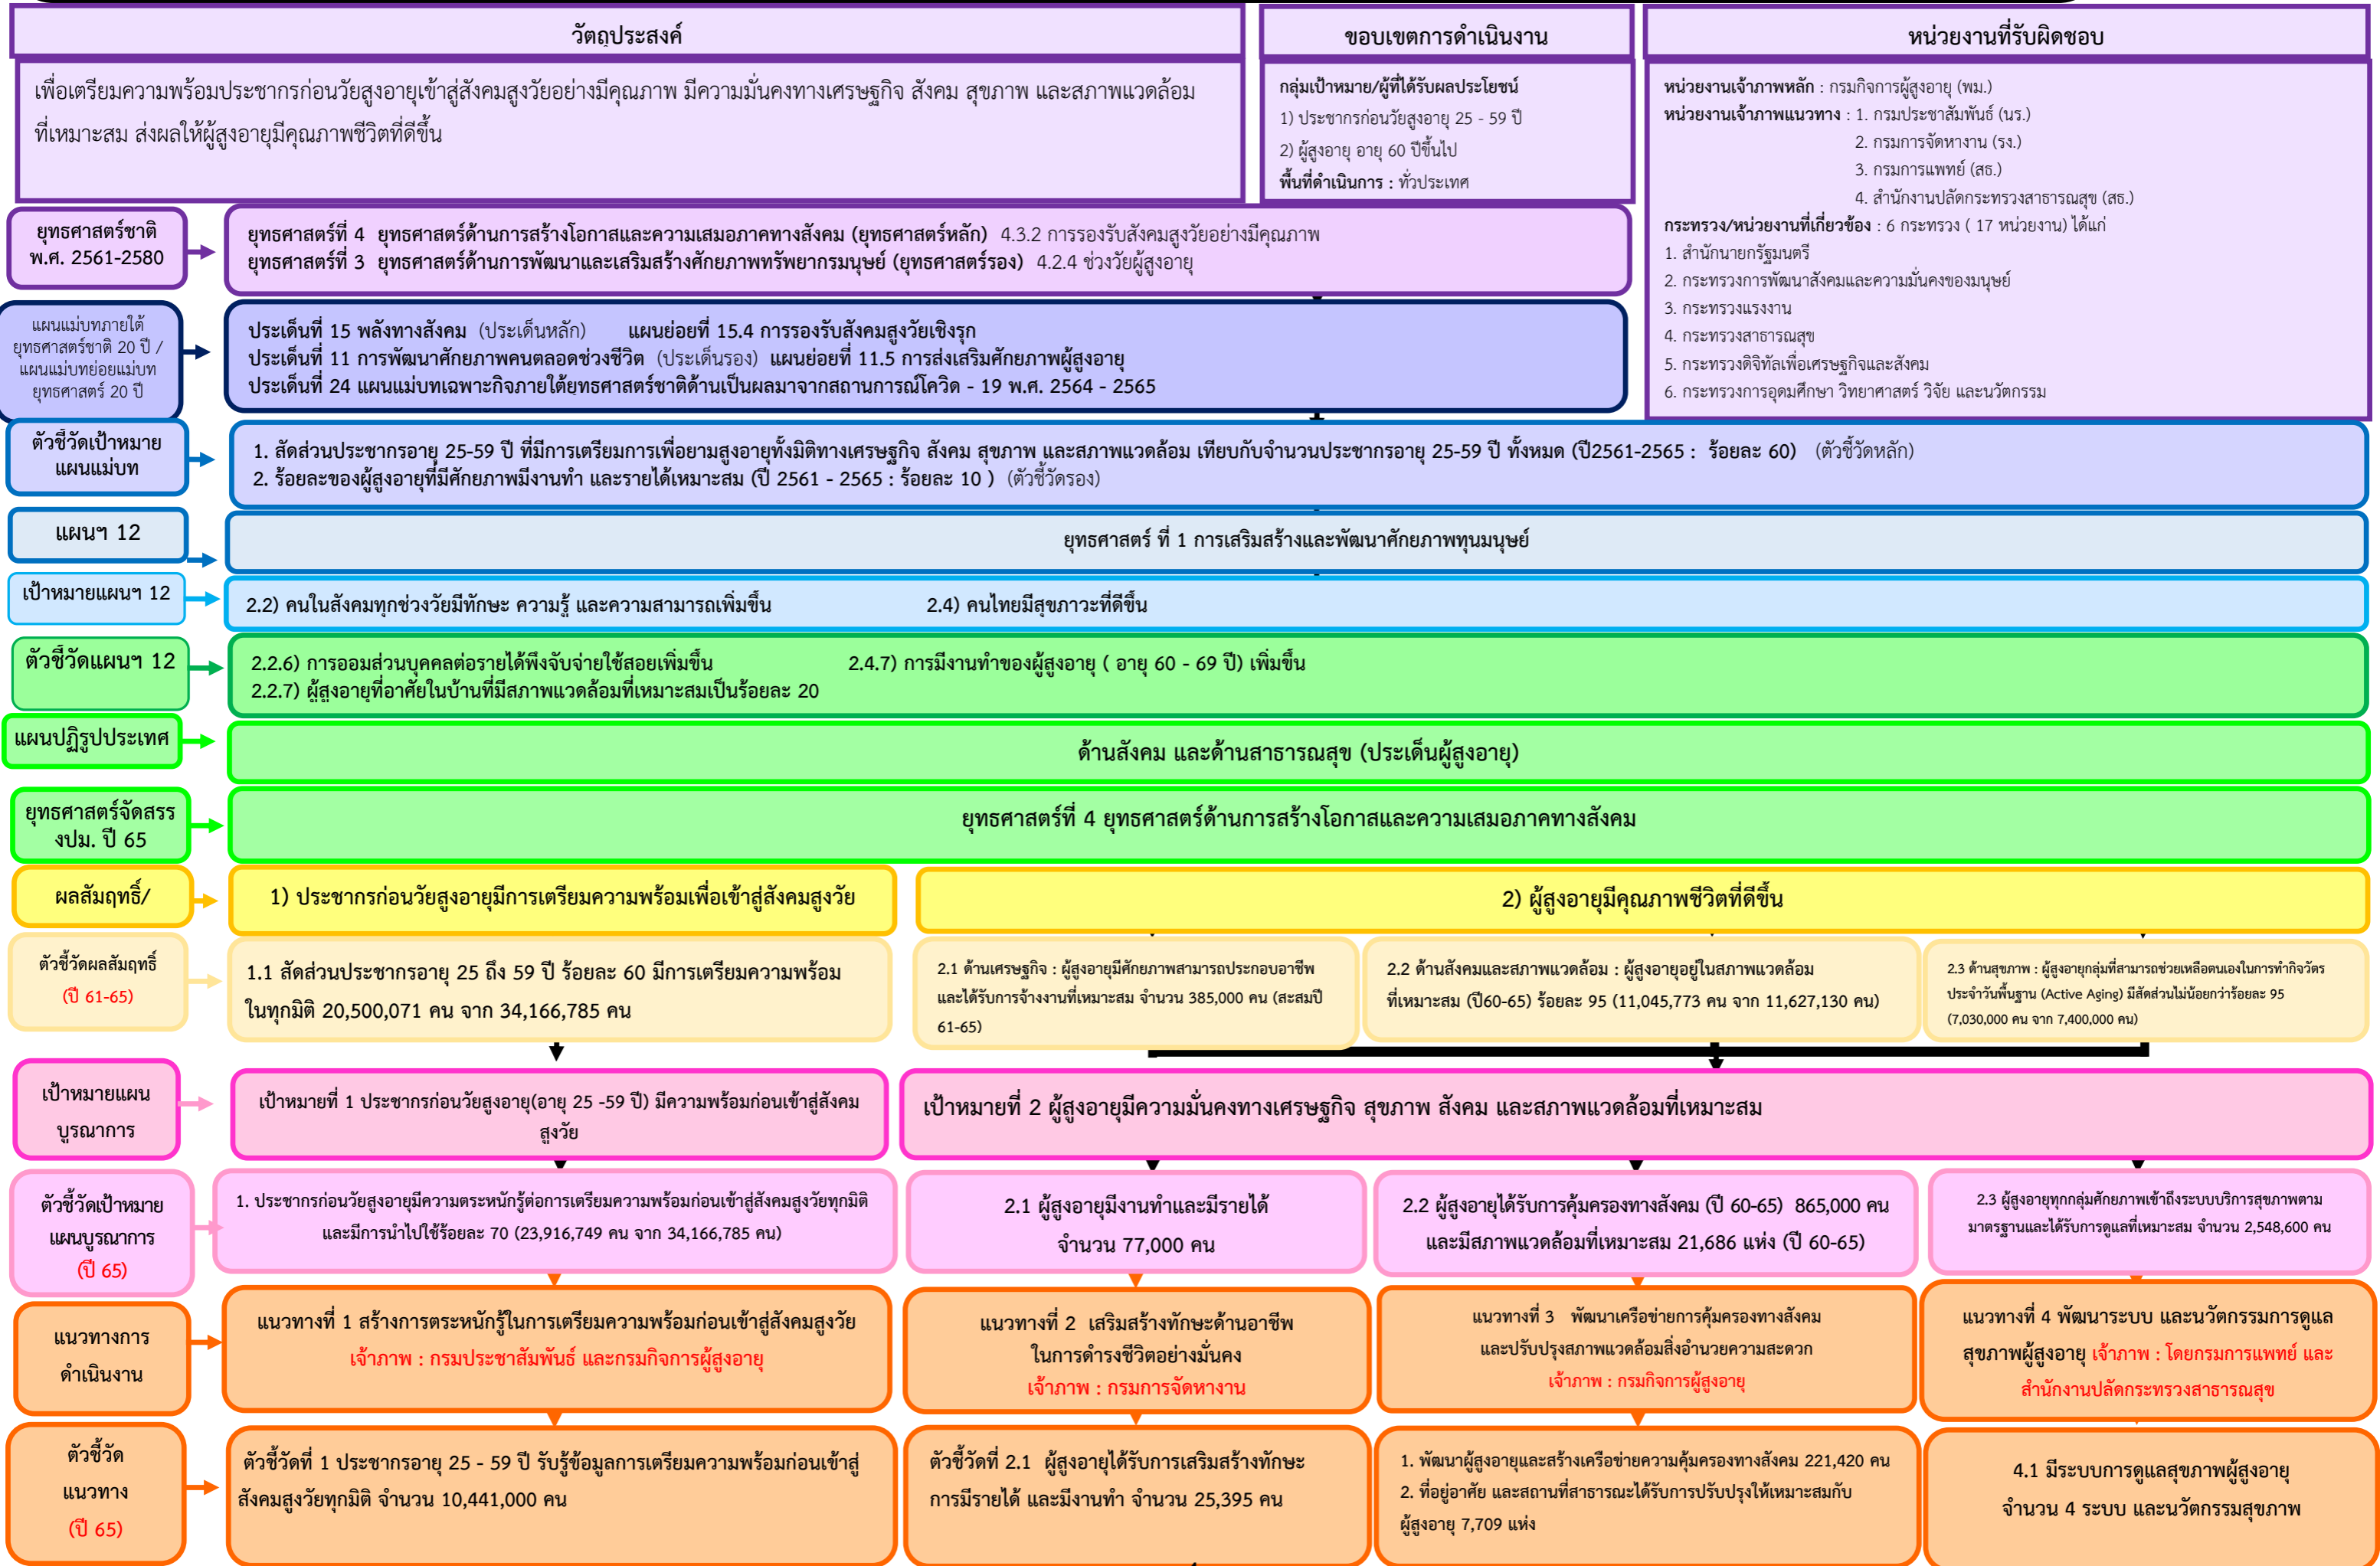 วัตถุประสงค์
เพื่อเตรียมความพร้อมประชากรก่อนวัยสูงอายุเข้าสู่สังคมสูงวัยอย่างมีคุณภาพ มีความมั่นคงทางเศรษฐกิจ สังคม สุขภาพ และสภาพแวดล้อม
ที่เหมาะสม ส่งผลให้ผู้สูงอายุมีคุณภาพชีวิตที่ดีขึ้น
ขอบเขตการดำเนินงาน
กลุ่มเป้าหมาย/ผู้ที่ได้รับผลประโยชน์
1) ประชากรก่อนวัยสูงอายุ 25 - 59 ปี
2) ผู้สูงอายุ อายุ 60 ปีขึ้นไป
พื้นที่ดำเนินการ : ทั่วประเทศ
หน่วยงานที่รับผิดชอบ
หน่วยงานเจ้าภาพหลัก : กรมกิจการผู้สูงอายุ (พม.)
หน่วยงานเจ้าภาพแนวทาง : 1. กรมประชาสัมพันธ์ (นร.)
2. กรมการจัดหางาน (รง.)
3. กรมการแพทย์ (สธ.)
4. สำนักงานปลัดกระทรวงสาธารณสุข (สธ.)
กระทรวง/หน่วยงานที่เกี่ยวข้อง : 6 กระทรวง ( 17 หน่วยงาน) ได้แก่
1. สำนักนายกรัฐมนตรี
2. กระทรวงการพัฒนาสังคมและความมั่นคงของมนุษย์
3. กระทรวงแรงงาน
4. กระทรวงสาธารณสุข
5. กระทรวงดิจิทัลเพื่อเศรษฐกิจและสังคม
6. กระทรวงการอุดมศึกษา วิทยาศาสตร์ วิจัย และนวัตกรรม
ยุทธศาสตร์ชาติ
พ.ศ. 2561-2580
ยุทธศาสตร์ที่ 4 ยุทธศาสตร์ด้านการสร้างโอกาสและความเสมอภาคทางสังคม (ยุทธศาสตร์หลัก) 4.3.2 การรองรับสังคมสูงวัยอย่างมีคุณภาพ
ยุทธศาสตร์ที่ 3 ยุทธศาสตร์ด้านการพัฒนาและเสริมสร้างศักยภาพทรัพยากรมนุษย์ (ยุทธศาสตร์รอง) 4.2.4 ช่วงวัยผู้สูงอายุ
แผนแม่บทภายใต้
ยุทธศาสตร์ชาติ 20 ปี /
แผนแม่บทย่อยแม่บท
ยุทธศาสตร์ 20 ปี
ประเด็นที่ 15 พลังทางสังคม (ประเด็นหลัก) แผนย่อยที่ 15.4 การรองรับสังคมสูงวัยเชิงรุก
ประเด็นที่ 11 การพัฒนาศักยภาพคนตลอดช่วงชีวิต (ประเด็นรอง) แผนย่อยที่ 11.5 การส่งเสริมศักยภาพผู้สูงอายุ
ประเด็นที่ 24 แผนแม่บทเฉพาะกิจภายใต้ยุทธศาสตร์ชาติด้านเป็นผลมาจากสถานการณ์โควิด - 19 พ.ศ. 2564 - 2565
ตัวชี้วัดเป้าหมาย
แผนแม่บท
1. สัดส่วนประชากรอายุ 25-59 ปี ที่มีการเตรียมการเพื่อยามสูงอายุทั้งมิติทางเศรษฐกิจ สังคม สุขภาพ และสภาพแวดล้อม เทียบกับจำนวนประชากรอายุ 25-59 ปี ทั้งหมด (ปี2561-2565 : ร้อยละ 60) (ตัวชี้วัดหลัก)
2. ร้อยละของผู้สูงอายุที่มีศักยภาพมีงานทำ และรายได้เหมาะสม (ปี 2561 - 2565 : ร้อยละ 10 ) (ตัวชี้วัดรอง)
แผนฯ 12
ยุทธศาสตร์ ที่ 1 การเสริมสร้างและพัฒนาศักยภาพทุนมนุษย์
เป้าหมายแผนฯ 12
2.2) คนในสังคมทุกช่วงวัยมีทักษะ ความรู้ และความสามารถเพิ่มขึ้น 2.4) คนไทยมีสุขภาวะที่ดีขึ้น
ตัวชี้วัดแผนฯ 12
2.2.6) การออมส่วนบุคคลต่อรายได้พึงจับจ่ายใช้สอยเพิ่มขึ้น 2.4.7) การมีงานทำของผู้สูงอายุ ( อายุ 60 - 69 ปี) เพิ่มขึ้น
2.2.7) ผู้สูงอายุที่อาศัยในบ้านที่มีสภาพแวดล้อมที่เหมาะสมเป็นร้อยละ 20
แผนปฏิรูปประเทศ
ด้านสังคม และด้านสาธารณสุข (ประเด็นผู้สูงอายุ)
ยุทธศาสตร์จัดสรร
งปม. ปี 65
ยุทธศาสตร์ที่ 4 ยุทธศาสตร์ด้านการสร้างโอกาสและความเสมอภาคทางสังคม
ผลสัมฤทธิ์/
1) ประชากรก่อนวัยสูงอายุมีการเตรียมความพร้อมเพื่อเข้าสู่สังคมสูงวัย
2) ผู้สูงอายุมีคุณภาพชีวิตที่ดีขึ้น
ตัวชี้วัดผลสัมฤทธิ์
(ปี 61-65)
1.1 สัดส่วนประชากรอายุ 25 ถึง 59 ปี ร้อยละ 60 มีการเตรียมความพร้อม
ในทุกมิติ 20,500,071 คน จาก 34,166,785 คน
2.1 ด้านเศรษฐกิจ : ผู้สูงอายุมีศักยภาพสามารถประกอบอาชีพ
และได้รับการจ้างงานที่เหมาะสม จำนวน 385,000 คน (สะสมปี
61-65)
2.2 ด้านสังคมและสภาพแวดล้อม : ผู้สูงอายุอยู่ในสภาพแวดล้อม
ที่เหมาะสม (ปี60-65) ร้อยละ 95 (11,045,773 คน จาก 11,627,130 คน)
2.3 ด้านสุขภาพ : ผู้สูงอายุกลุ่มที่สามารถช่วยเหลือตนเองในการทำกิจวัตร
ประจำวันพื้นฐาน (Active Aging) มีสัดส่วนไม่น้อยกว่าร้อยละ 95
(7,030,000 คน จาก 7,400,000 คน)
เป้าหมายแผน
บูรณาการ
เป้าหมายที่ 1 ประชากรก่อนวัยสูงอายุ(อายุ 25 -59 ปี) มีความพร้อมก่อนเข้าสู่สังคม
สูงวัย
เป้าหมายที่ 2 ผู้สูงอายุมีความมั่นคงทางเศรษฐกิจ สุขภาพ สังคม และสภาพแวดล้อมที่เหมาะสม
ตัวชี้วัดเป้าหมาย
แผนบูรณาการ
(ปี 65)
1. ประชากรก่อนวัยสูงอายุมีความตระหนักรู้ต่อการเตรียมความพร้อมก่อนเข้าสู่สังคมสูงวัยทุกมิติ
และมีการนำไปใช้ร้อยละ 70 (23,916,749 คน จาก 34,166,785 คน)
2.1 ผู้สูงอายุมีงานทำและมีรายได้
จำนวน 77,000 คน
2.2 ผู้สูงอายุได้รับการคุ้มครองทางสังคม (ปี 60-65) 865,000 คน
และมีสภาพแวดล้อมที่เหมาะสม 21,686 แห่ง (ปี 60-65)
2.3 ผู้สูงอายุทุกกลุ่มศักยภาพเข้าถึงระบบบริการสุขภาพตาม
มาตรฐานและได้รับการดูแลที่เหมาะสม จำนวน 2,548,600 คน
แนวทางการ
ดำเนินงาน
แนวทางที่ 1 สร้างการตระหนักรู้ในการเตรียมความพร้อมก่อนเข้าสู่สังคมสูงวัย
เจ้าภาพ : กรมประชาสัมพันธ์ และกรมกิจการผู้สูงอายุ
แนวทางที่ 2 เสริมสร้างทักษะด้านอาชีพ
ในการดำรงชีวิตอย่างมั่นคง
เจ้าภาพ : กรมการจัดหางาน
แนวทางที่ 3 พัฒนาเครือข่ายการคุ้มครองทางสังคม
และปรับปรุงสภาพแวดล้อมสิ่งอำนวยความสะดวก
เจ้าภาพ : กรมกิจการผู้สูงอายุ
แนวทางที่ 4 พัฒนาระบบ และนวัตกรรมการดูแล
สุขภาพผู้สูงอายุ เจ้าภาพ : โดยกรมการแพทย์ และ
สำนักงานปลัดกระทรวงสาธารณสุข
ตัวชี้วัด
แนวทาง
(ปี 65)
ตัวชี้วัดที่ 1 ประชากรอายุ 25 - 59 ปี รับรู้ข้อมูลการเตรียมความพร้อมก่อนเข้าสู่
สังคมสูงวัยทุกมิติ จำนวน 10,441,000 คน
ตัวชี้วัดที่ 2.1 ผู้สูงอายุได้รับการเสริมสร้างทักษะ
การมีรายได้ และมีงานทำ จำนวน 25,395 คน
1. พัฒนาผู้สูงอายุและสร้างเครือข่ายความคุ้มครองทางสังคม 221,420 คน
2. ที่อยู่อาศัย และสถานที่สาธารณะได้รับการปรับปรุงให้เหมาะสมกับ
ผู้สูงอายุ 7,709 แห่ง
4.1 มีระบบการดูแลสุขภาพผู้สูงอายุ
จำนวน 4 ระบบ และนวัตกรรมสุขภาพ